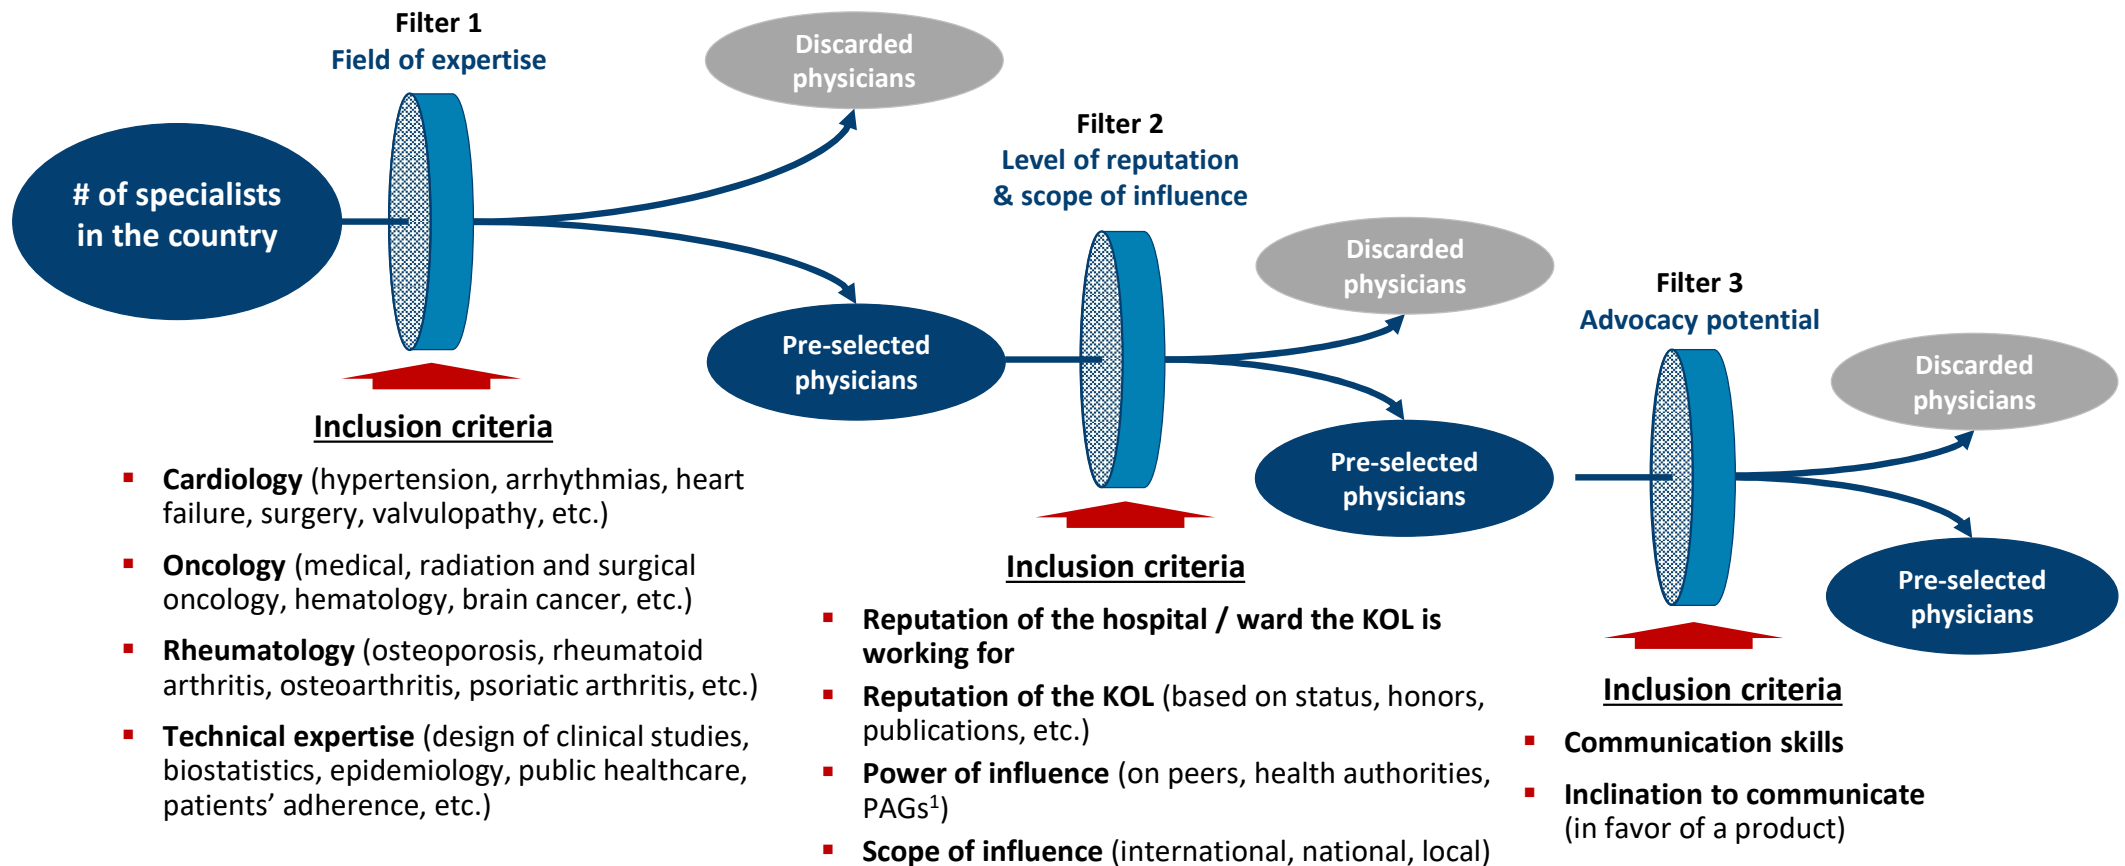 Filter 1
Field of expertise
# of specialists
in the country
Discarded
physicians
Pre-selected
physicians
Inclusion criteria
▪ Cardiology (hypertension, arrhythmias, heart
failure, surgery, valvulopathy, etc.)
▪ Oncology (medical, radiation and surgical
oncology, hematology, brain cancer, etc.)
▪ Rheumatology (osteoporosis, rheumatoid
arthritis, osteoarthritis, psoriatic arthritis, etc.)
▪ Technical expertise (design of clinical studies,
biostatistics, epidemiology, public healthcare,
patients’ adherence, etc.)
Filter 2
Level of reputation
& scope of influence
Discarded
physicians
Pre-selected
physicians
Inclusion criteria
▪ Reputation of the hospital / ward the KOL is
working for
▪ Reputation of the KOL (based on status, honors,
publications, etc.)
▪ Power of influence (on peers, health authorities,
PAGs¹)
▪ Scope of influence (international, national, local)
Filter 3
Advocacy potential
Discarded
physicians
Pre-selected
physicians
Inclusion criteria
▪ Communication skills
▪ Inclination to communicate
(in favor of a product)